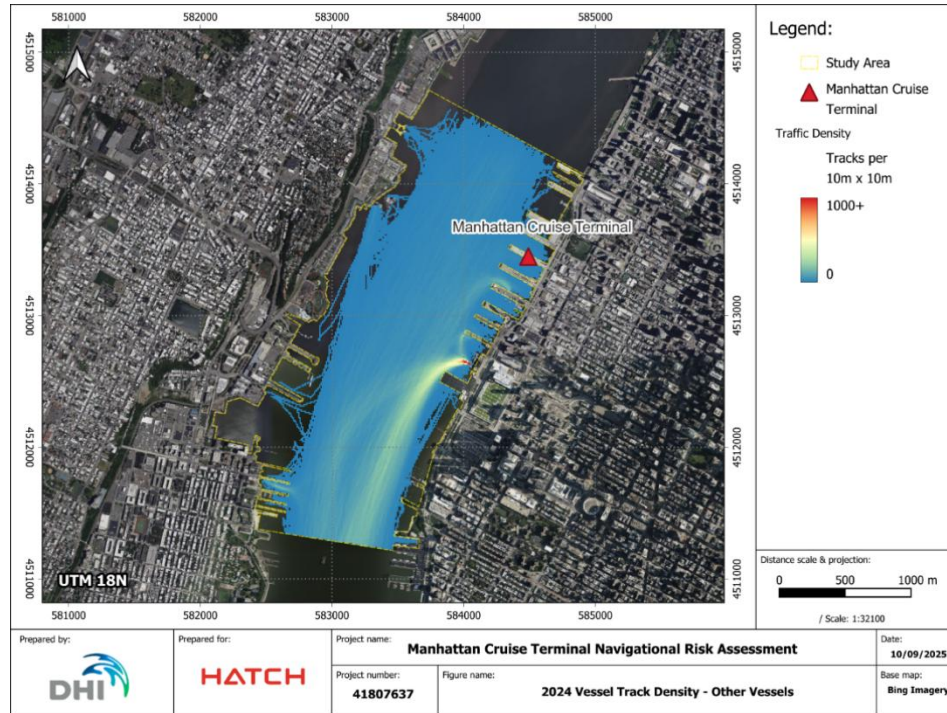 581000 582000 583000 584000 585000
4515000 4515000
4514000 4514000
4513000 4513000
4512000 4512000
4511000 4511000
Manhattan Cruise Terminal
UTM 18N
581000 582000 583000 584000 585000
Legend:
Study Area
Manhattan Cruise
Terminal
Traffic Density
Tracks per
10m x 10m
1000+
0
Distance scale & projection:
0 500 1000 m
/ Scale: 1:32100
Prepared by:
DHI
Prepared for:
HATCH
Project name:
Manhattan Cruise Terminal Navigational Risk Assessment
Date:
10/09/2025
Project number:
41807637
Figure name:
2024 Vessel Track Density - Other Vessels
Base map:
Bing Imagery